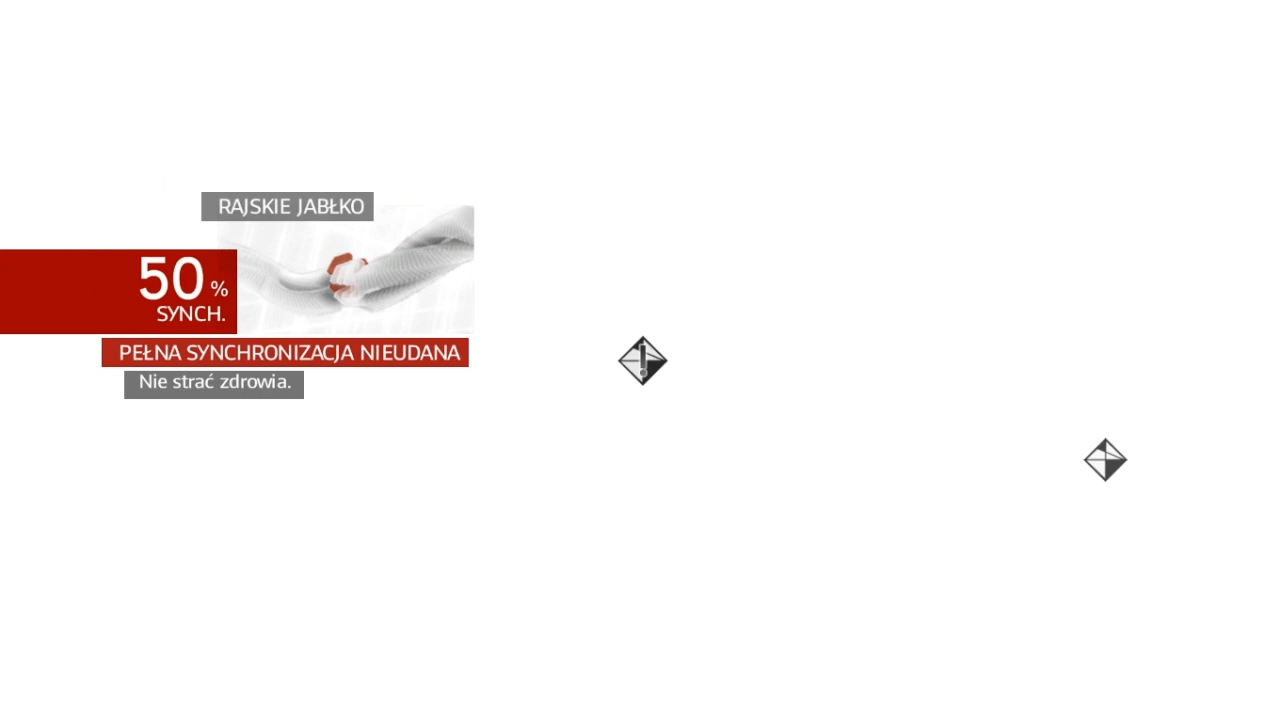 RAJSKIE JABŁKO
50 %
SYNCH.
PEŁNA SYNCHRONIZACJA NIEUDANA
Nie strać zdrowia.